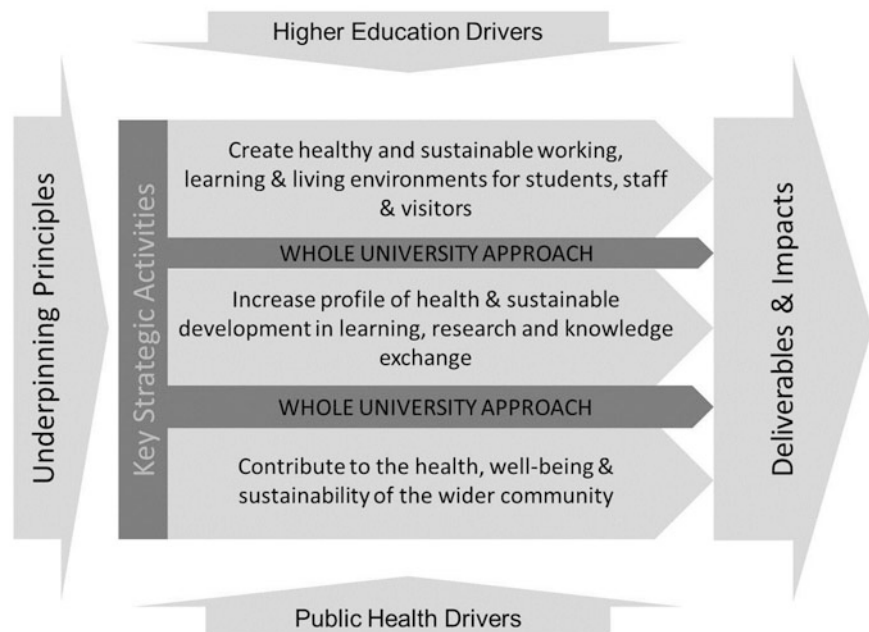 Higher Education Drivers
Underpinning Principles
Key Strategic Activities
Create healthy and sustainable working,
learning & living environments for students, staff
& visitors
WHOLE UNIVERSITY APPROACH
Increase profile of health & sustainable
development in learning, research and knowledge
exchange
WHOLE UNIVERSITY APPROACH
Contribute to the health, well-being &
sustainability of the wider community
Deliverables & Impacts
Public Health Drivers